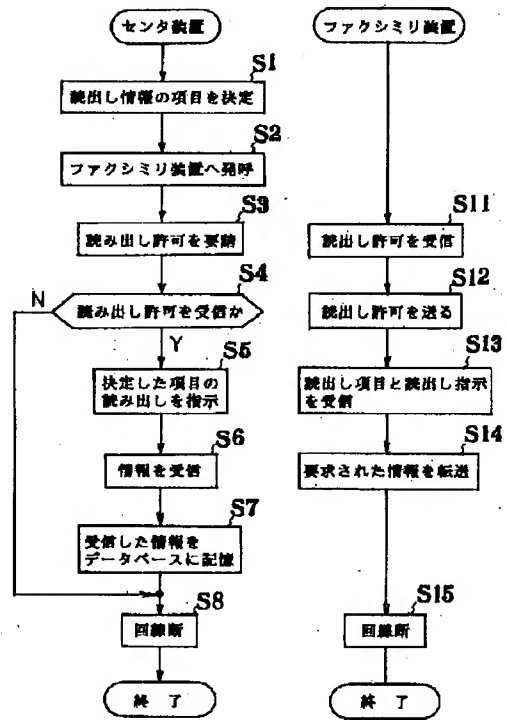 センタ装置
S1
読出し情報の項目を決定
S2
ファクシミリ装置へ発呼
S3
読み出し許可を要請
S4
N
読み出し許可を受信か
Y
S5
決定した項目の
読み出しを指示
S6
情報を受信
S7
受信した情報を
データベースに記憶
S8
回線断
終了
ファクシミリ装置
S11
読出し許可を受信
S12
読出し許可を送る
S13
読出し項目と読出し指示
を受信
S14
要求された情報を転送
S15
回線断
終了